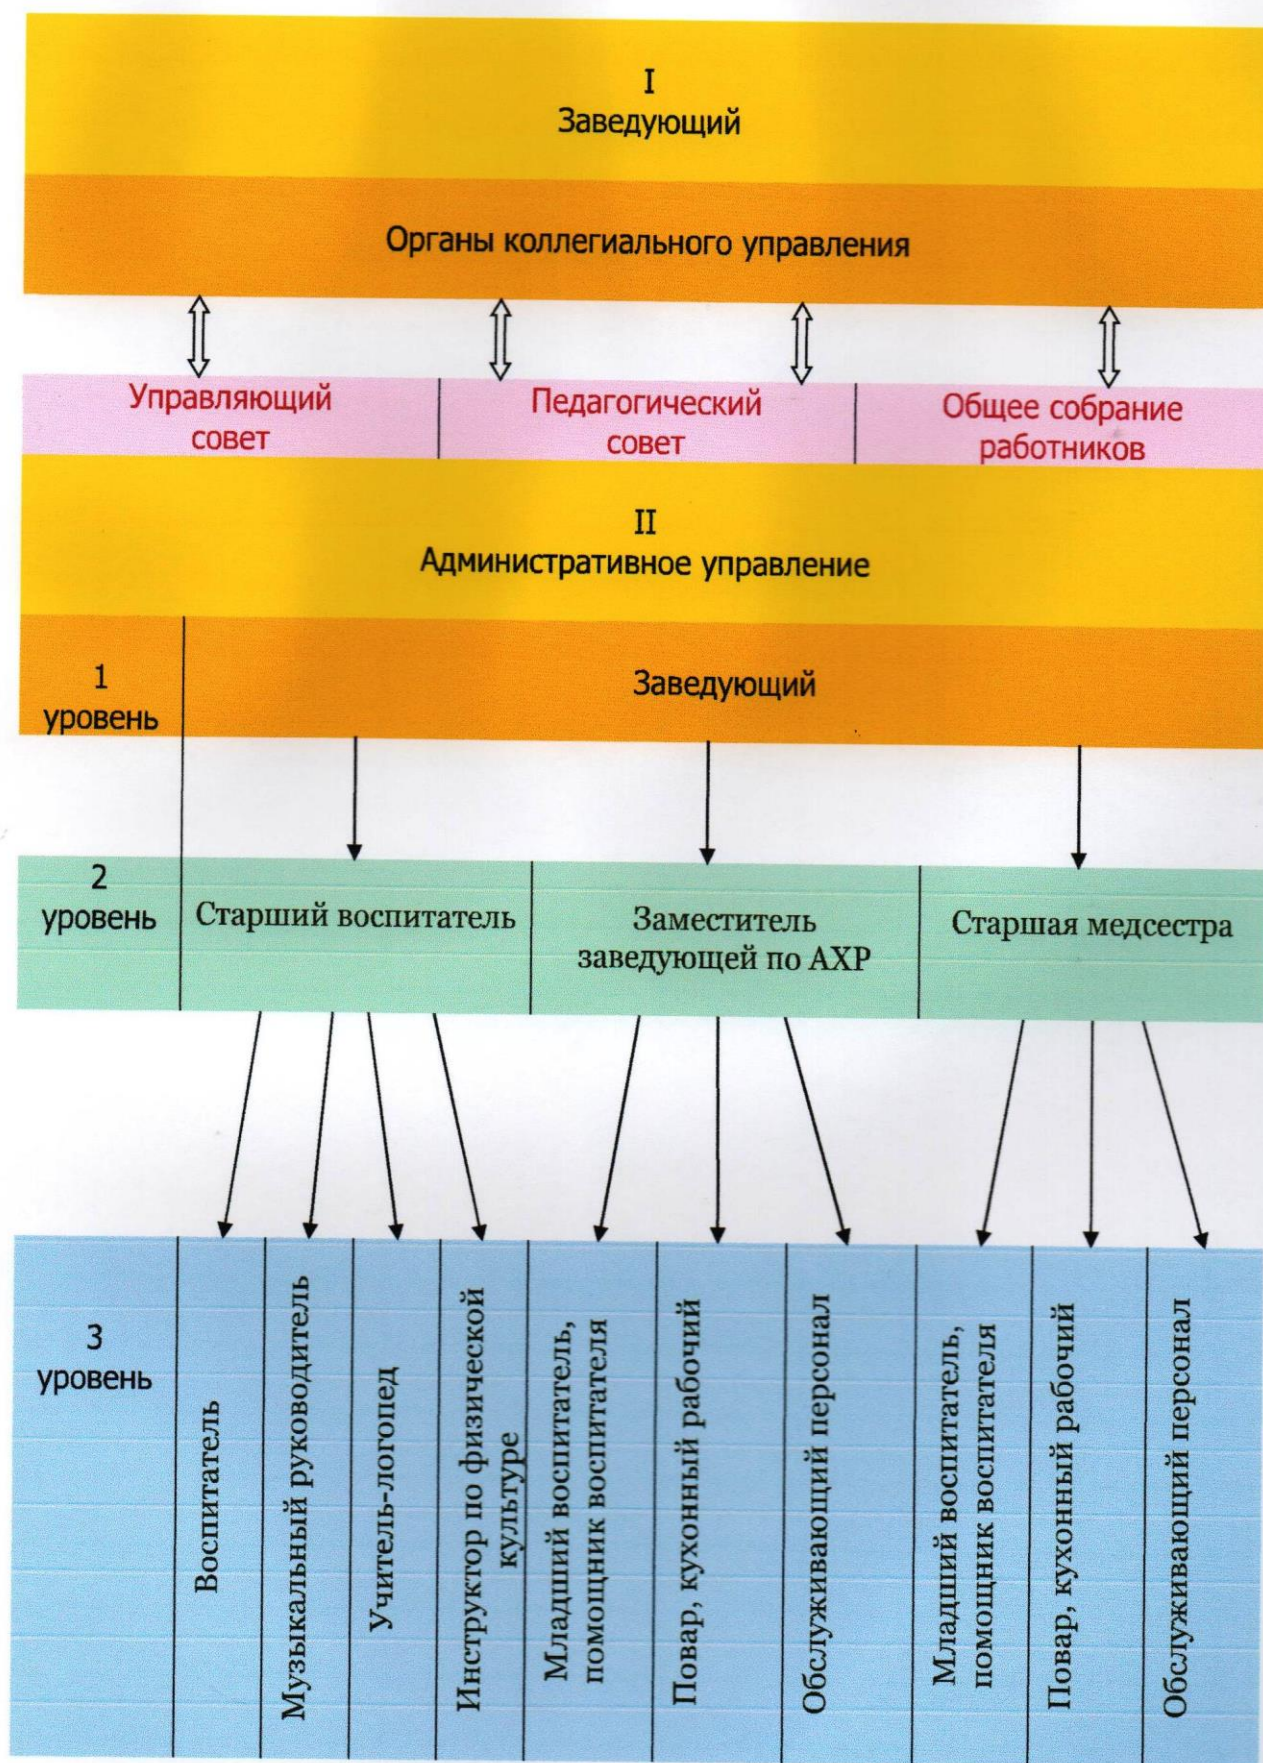 I
Заведующий
Органы коллегиального управления
Управляющий
совет
Педагогический
совет
Общее собрание
работников
II
Административное управление
1
уровень
Заведующий
2
уровень
Старший воспитатель
Заместитель
заведующей по АХР
Старшая медсестра
3
уровень
Воспитатель
Музыкальный руководитель
Учитель-логопед
Инструктор по физической
культуре
Младший воспитатель,
помощник воспитателя
Повар, кухонный рабочий
Обслуживающий персонал
Младший воспитатель,
помощник воспитателя
Повар, кухонный рабочий
Обслуживающий персонал